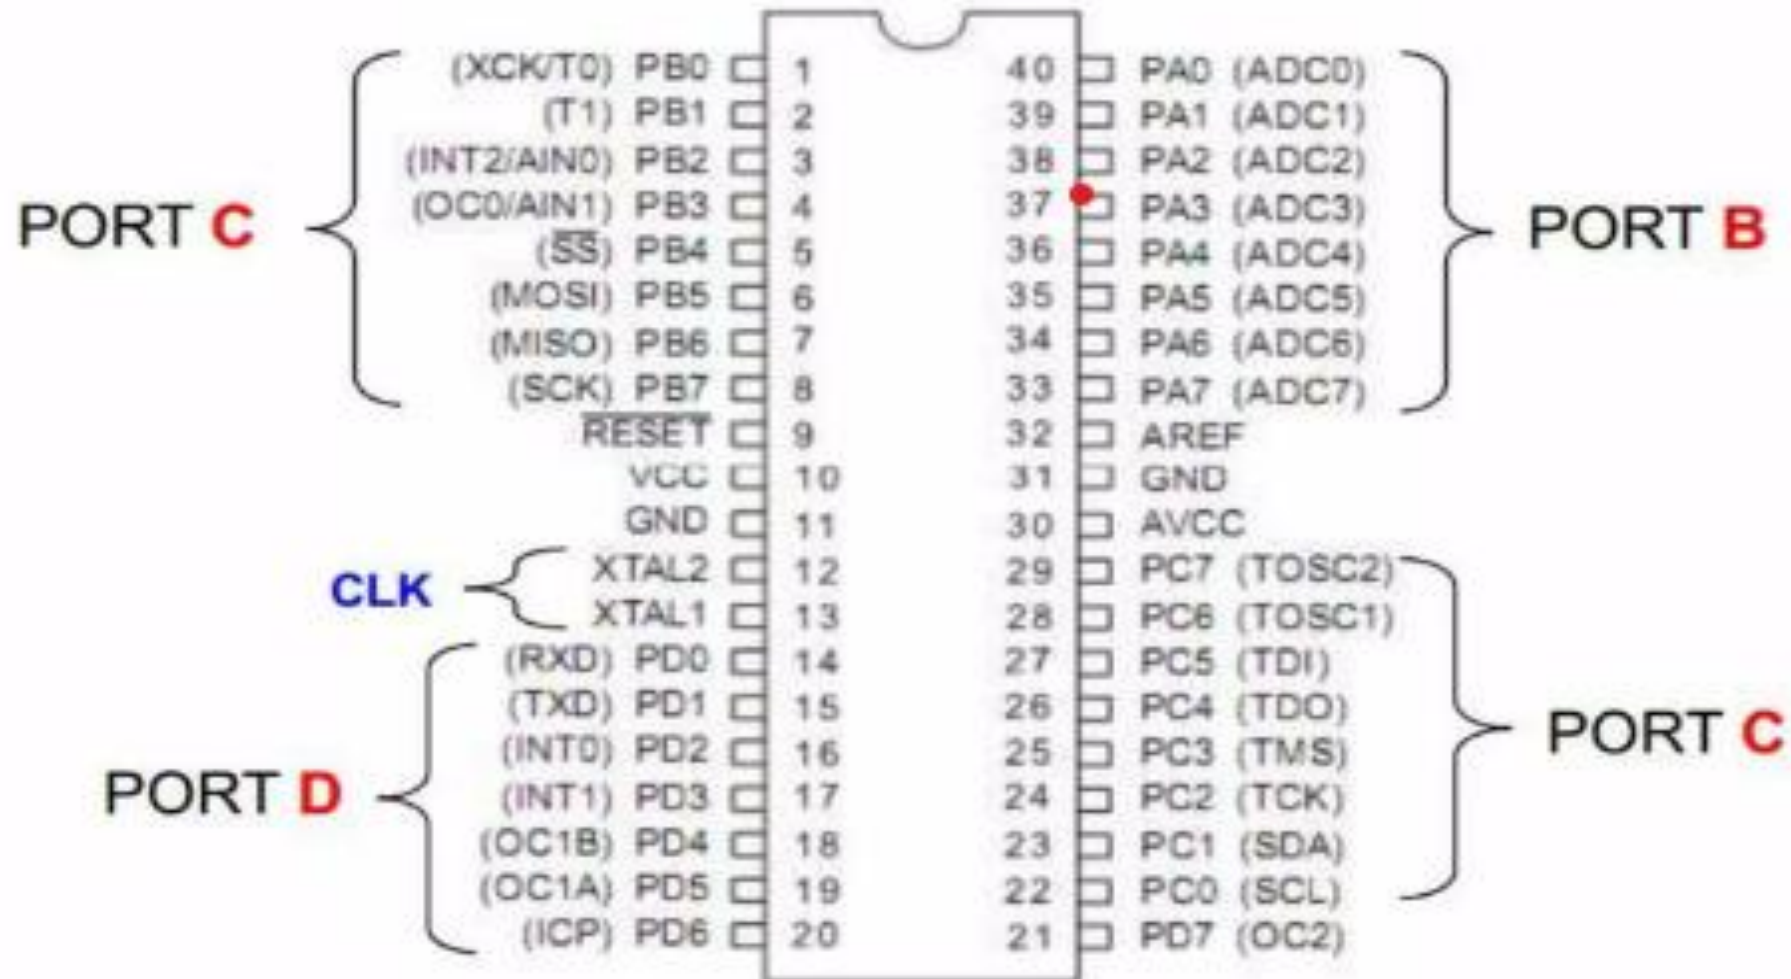 (XCK/T0) PB0 1 40 PA0 (ADC0)
(T1) PB1 2 39 PA1 (ADC1)
(INT2/AIN0) PB2 3 38 PA2 (ADC2)
(OC0/AIN1) PB3 4 37 PA3 (ADC3)
PORT C PORT B
(SS) PB4 5 36 PA4 (ADC4)
(MOSI) PB5 6 35 PA5 (ADC5)
(MISO) PB6 7 34 PA6 (ADC6)
(SCK) PB7 8 33 PA7 (ADC7)
RESET 9 32 AREF
VCC 10 31 GND
GND 11 30 AVCC
XTAL2 12 29 PC7 (TOSC2)
CLK
XTAL1 13 28 PC6 (TOSC1)
(RXD) PD0 14 27 PC5 (TDI)
(TXD) PD1 15 26 PC4 (TDO)
PORT C
(INT0) PD2 16 25 PC3 (TMS)
PORT D
(INT1) PD3 17 24 PC2 (TCK)
(OC1B) PD4 18 23 PC1 (SDA)
(OC1A) PD5 19 22 PC0 (SCL)
(ICP) PD6 20 21 PD7 (OC2)